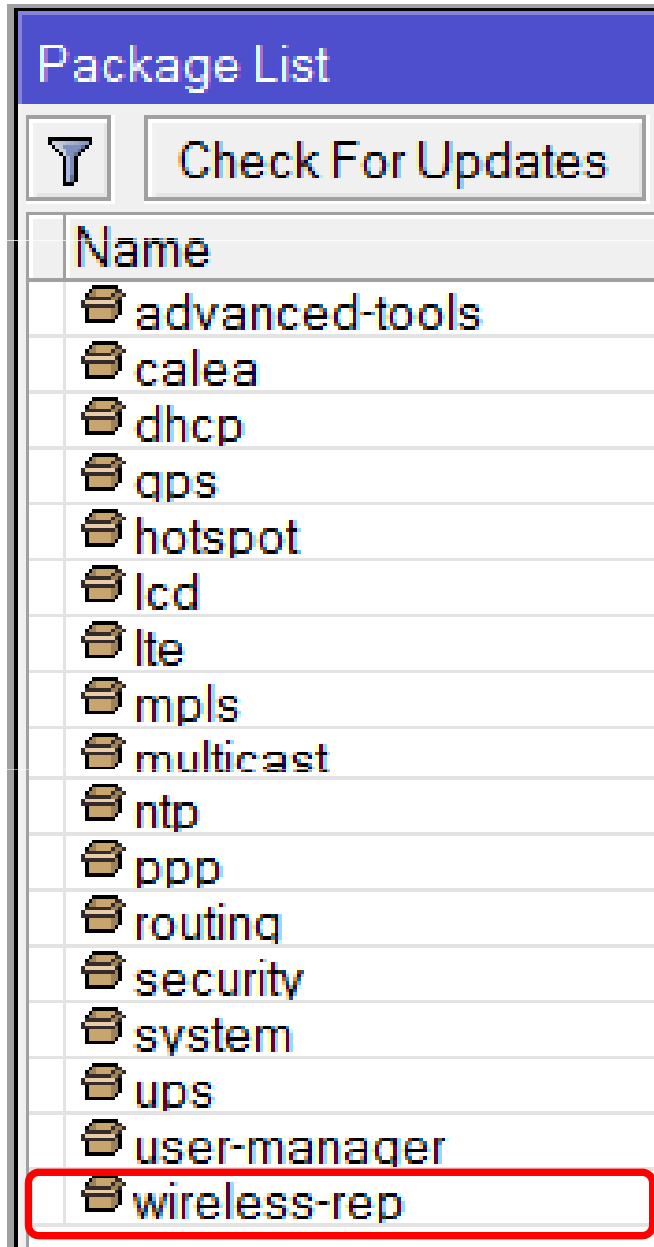 Package List
Check For Updates
Name
advanced-tools
calea
dhcp
gps
hotspot
lcd
lte
mpls
multicast
ntp
ppp
routing
security
system
ups
user-manager
wireless-rep